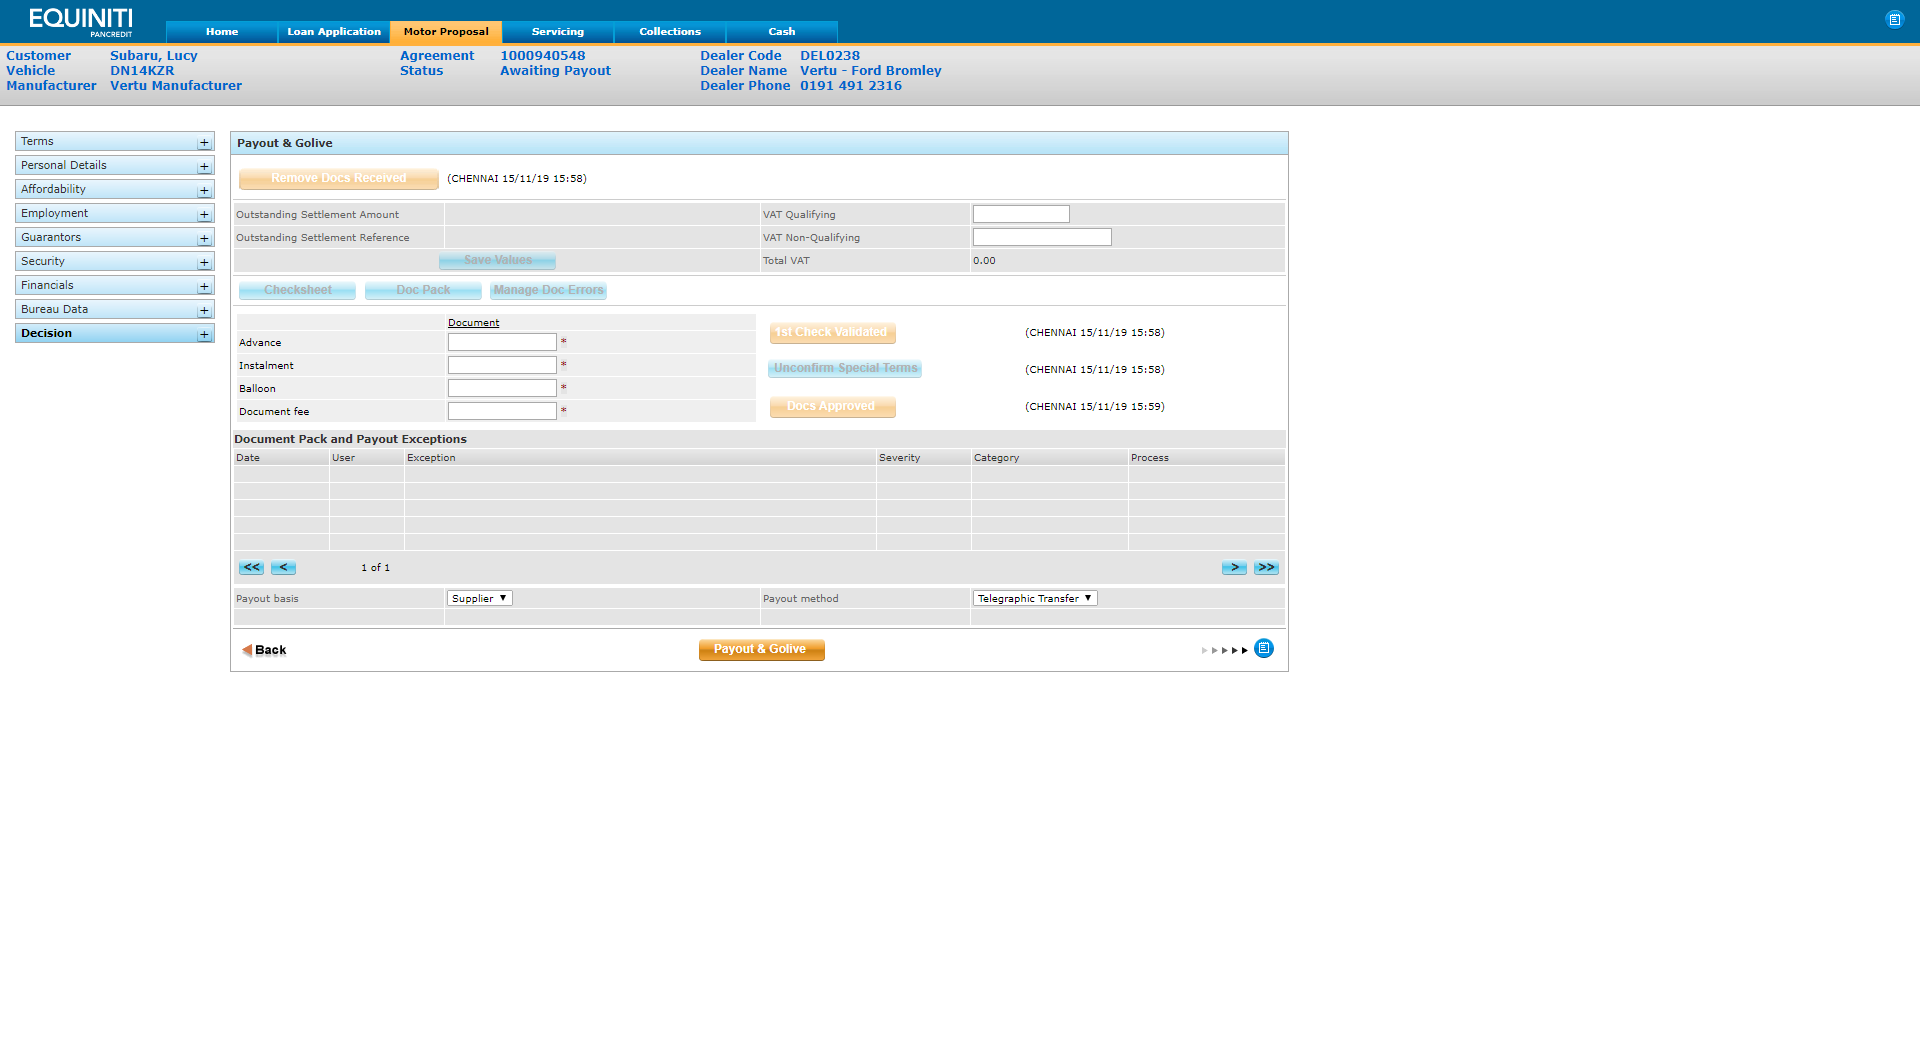 EQUINITI
PANCREDIT
Home Loan Application Motor Proposal Servicing Collections Cash
Customer Subaru, Lucy Agreement 1000940548 Dealer Code DEL0238
Vehicle DN14KZR Status Awaiting Payout Dealer Name Vertu - Ford Bromley
Manufacturer Vertu Manufacturer Dealer Phone 0191 491 2316
Terms +
Personal Details +
Affordability +
Employment +
Guarantors +
Security +
Financials +
Bureau Data +
Decision +
Payout & Golive
Remove Docs Received (CHENNAI 15/11/19 15:58)
Outstanding Settlement Amount VAT Qualifying
Outstanding Settlement Reference VAT Non-Qualifying
Save Values Total VAT 0.00
Checksheet Doc Pack Manage Doc Errors
Document
Advance *
Instalment *
Balloon *
Document fee *
1st Check Validated (CHENNAI 15/11/19 15:58)
Unconfirm Special Terms (CHENNAI 15/11/19 15:58)
Docs Approved (CHENNAI 15/11/19 15:59)
Document Pack and Payout Exceptions
Date User Exception Severity Category Process
<< < 1 of 1 > >>
Payout basis Supplier Payout method Telegraphic Transfer
Back Payout & Golive